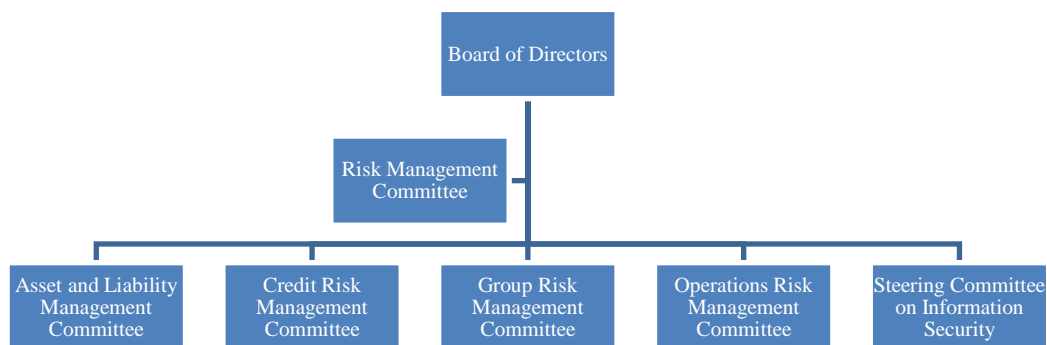 Board of Directors
Risk Management
Committee
Asset and Liability
Management
Committee
Credit Risk
Management
Committee
Group Risk
Management
Committee
Operations Risk
Management
Committee
Steering Committee
on Information
Security